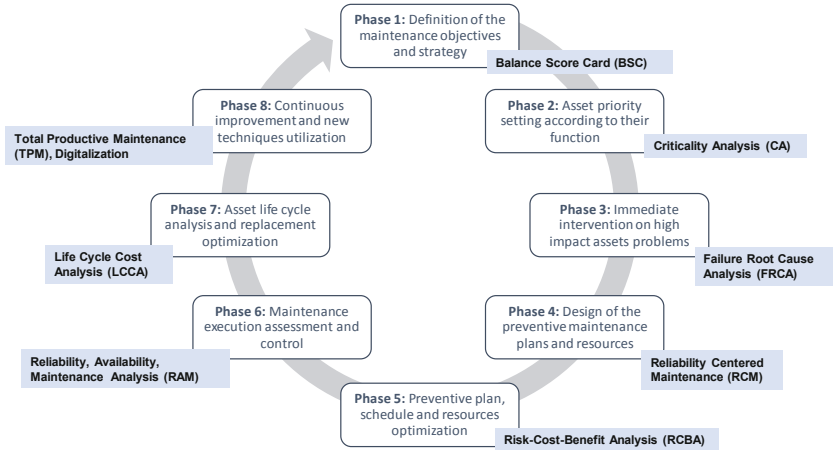 Phase 1: Definition of the
maintenance objectives
and strategy
Balance Score Card (BSC)
Phase 2: Asset priority
setting according to their
function
Criticality Analysis (CA)
Phase 3: Immediate
intervention on high
impact assets problems
Failure Root Cause
Analysis (FRCA)
Phase 4: Design of the
preventive maintenance
plans and resources
Reliability Centered
Maintenance (RCM)
Phase 5: Preventive plan,
schedule and resources
optimization
Risk-Cost-Benefit Analysis (RCBA)
Phase 6: Maintenance
execution assessment and
control
Reliability, Availability,
Maintenance Analysis (RAM)
Phase 7: Asset life cycle
analysis and replacement
optimization
Life Cycle Cost
Analysis (LCCA)
Phase 8: Continuous
improvement and new
techniques utilization
Total Productive Maintenance
(TPM), Digitalization